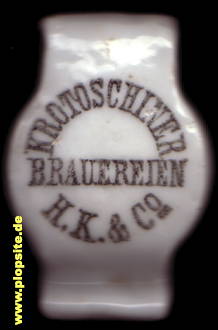 KROTOSCHINER
BRAUEREIEN
H.K. & Co.
www.plopsite.de